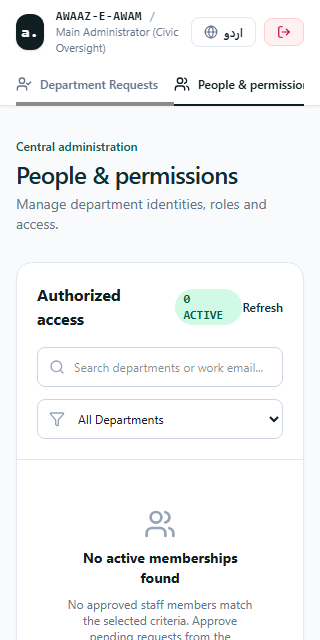 a.
AWAAZ-E-AWAM /
Main Administrator (Civic
Oversight)
اردو
Department Requests
People & permission
Central administration
People & permissions
Manage department identities, roles and
access.
Authorized
access
0
ACTIVE
Refresh
Search departments or work email...
All Departments
No active memberships
found
No approved staff members match
the selected criteria. Approve
pending requests from the